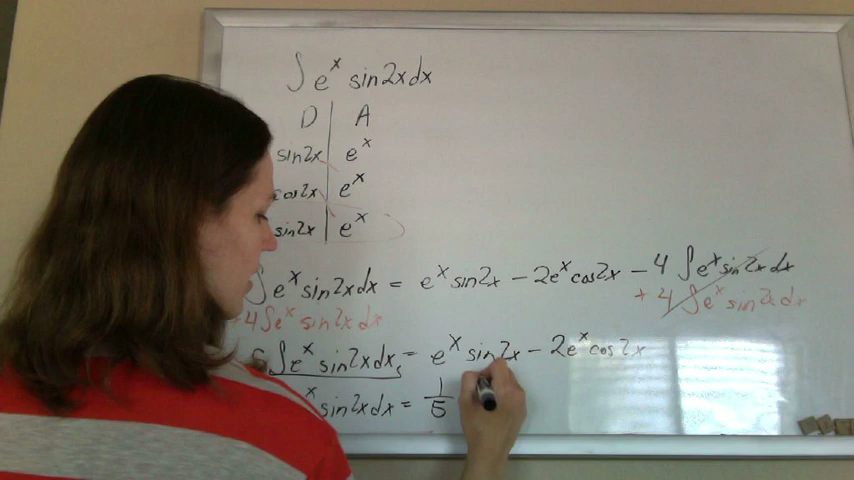 ∫ e^x sin2x dx
D | A
sin2x | e^x
cos2x | e^x
sin2x | e^x
∫ e^x sin2x dx = e^x sin2x − 2e^x cos2x − 4 ∫ e^x sin2x dx
+ 4 ∫ e^x sin2x dx + 4 ∫ e^x sin2x dx
∫ e^x sin2x dx = e^x sin2x − 2e^x cos2x
5
^x sin2x dx = 1/5